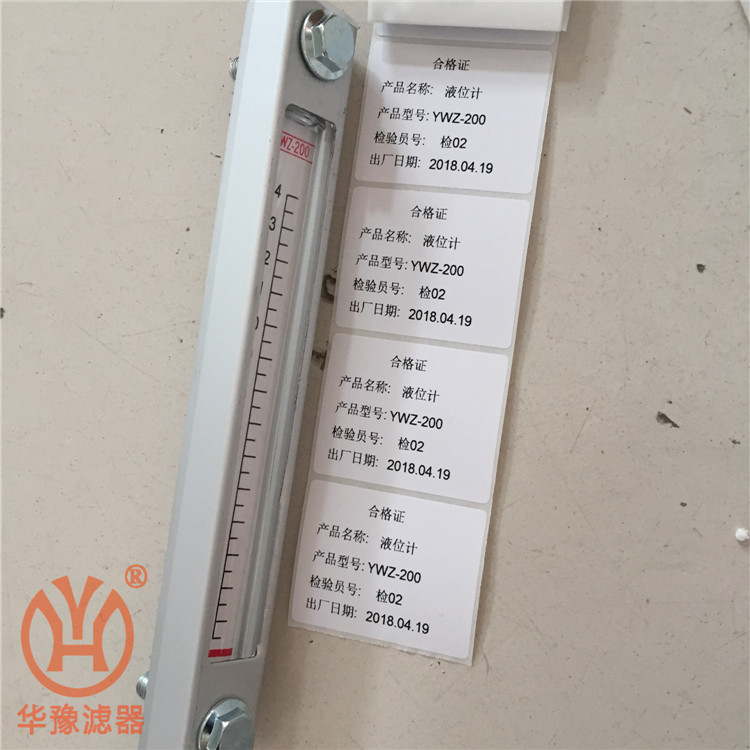 WZ-200
4
3
2
1
0
合格证
产品名称: 液位计
产品型号: YWZ-200
检验员号: 检02
出厂日期: 2018.04.19
合格证
产品名称: 液位计
产品型号: YWZ-200
检验员号: 检02
出厂日期: 2018.04.19
合格证
产品名称: 液位计
产品型号: YWZ-200
检验员号: 检02
出厂日期: 2018.04.19
合格证
产品名称: 液位计
产品型号: YWZ-200
检验员号: 检02
出厂日期: 2018.04.19
®
华豫滤器